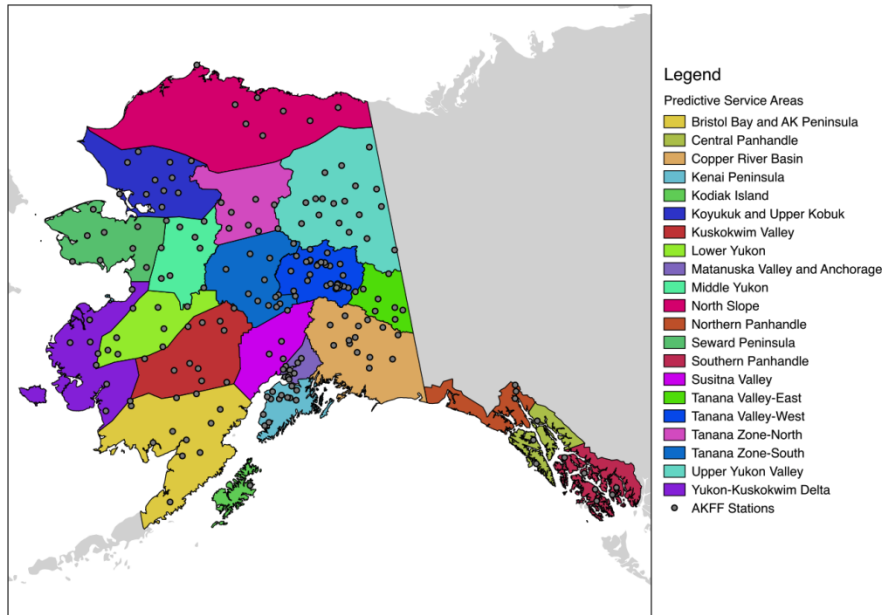 Legend
Predictive Service Areas
Bristol Bay and AK Peninsula
Central Panhandle
Copper River Basin
Kenai Peninsula
Kodiak Island
Koyukuk and Upper Kobuk
Kuskokwim Valley
Lower Yukon
Matanuska Valley and Anchorage
Middle Yukon
North Slope
Northern Panhandle
Seward Peninsula
Southern Panhandle
Susitna Valley
Tanana Valley-East
Tanana Valley-West
Tanana Zone-North
Tanana Zone-South
Upper Yukon Valley
Yukon-Kuskokwim Delta
AKFF Stations